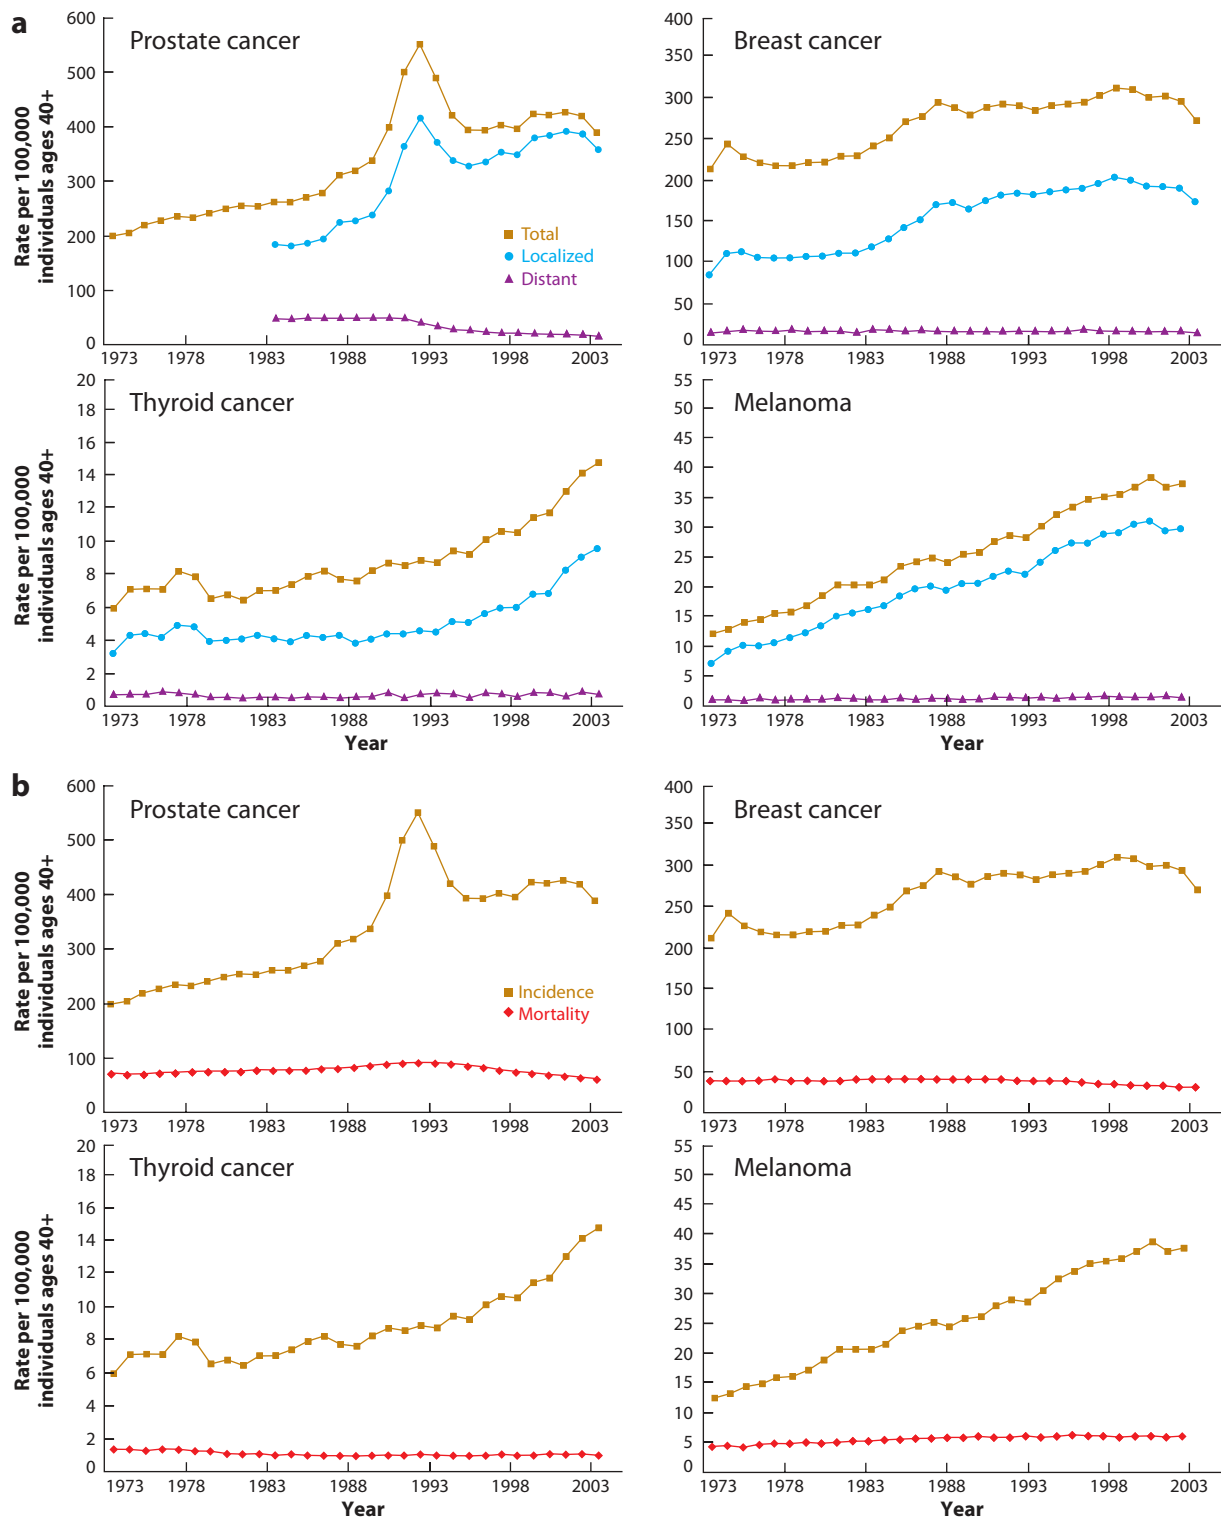 a
Prostate cancer
Rate per 100,000
individuals ages 40+
600
500
400
300
200
100
0
1973 1978 1983 1988 1993 1998 2003
Total
Localized
Distant
Breast cancer
400
350
300
250
200
150
100
50
0
1973 1978 1983 1988 1993 1998 2003
Thyroid cancer
Rate per 100,000
individuals ages 40+
20
18
16
14
12
10
8
6
4
2
0
1973 1978 1983 1988 1993 1998 2003
Year
Melanoma
55
50
45
40
35
30
25
20
15
10
5
0
1973 1978 1983 1988 1993 1998 2003
Year
b
Prostate cancer
Rate per 100,000
individuals ages 40+
600
500
400
300
200
100
0
1973 1978 1983 1988 1993 1998 2003
Incidence
Mortality
Breast cancer
400
350
300
250
200
150
100
50
0
1973 1978 1983 1988 1993 1998 2003
Thyroid cancer
Rate per 100,000
individuals ages 40+
20
18
16
14
12
10
8
6
4
2
0
1973 1978 1983 1988 1993 1998 2003
Year
Melanoma
55
50
45
40
35
30
25
20
15
10
5
0
1973 1978 1983 1988 1993 1998 2003
Year